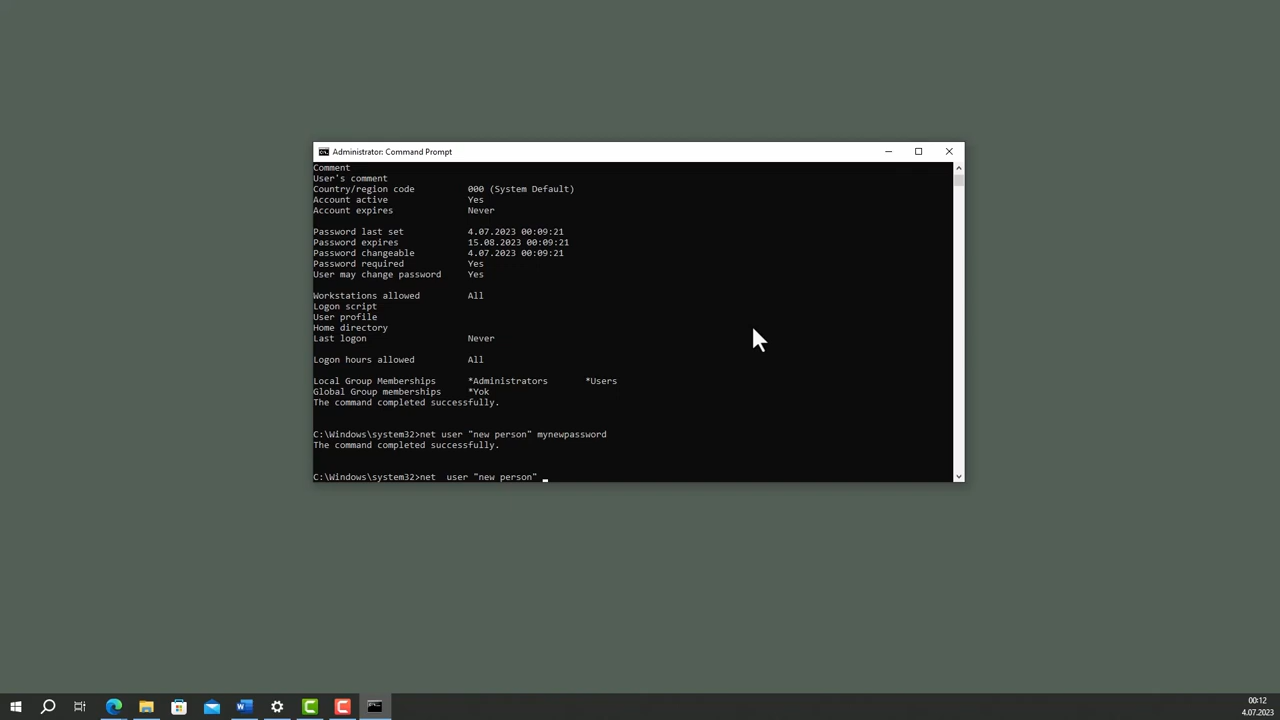 Administrator: Command Prompt
Comment
User's comment
Country/region code 000 (System Default)
Account active Yes
Account expires Never
Password last set 4.07.2023 00:09:21
Password expires 15.08.2023 00:09:21
Password changeable 4.07.2023 00:09:21
Password required Yes
User may change password Yes
Workstations allowed All
Logon script
User profile
Home directory
Last logon Never
Logon hours allowed All
Local Group Memberships *Administrators *Users
Global Group memberships *Yok
The command completed successfully.
C:\Windows\system32>net user "new person" mynewpassword
The command completed successfully.
C:\Windows\system32>net  user "new person" _
00:12
4.07.2023